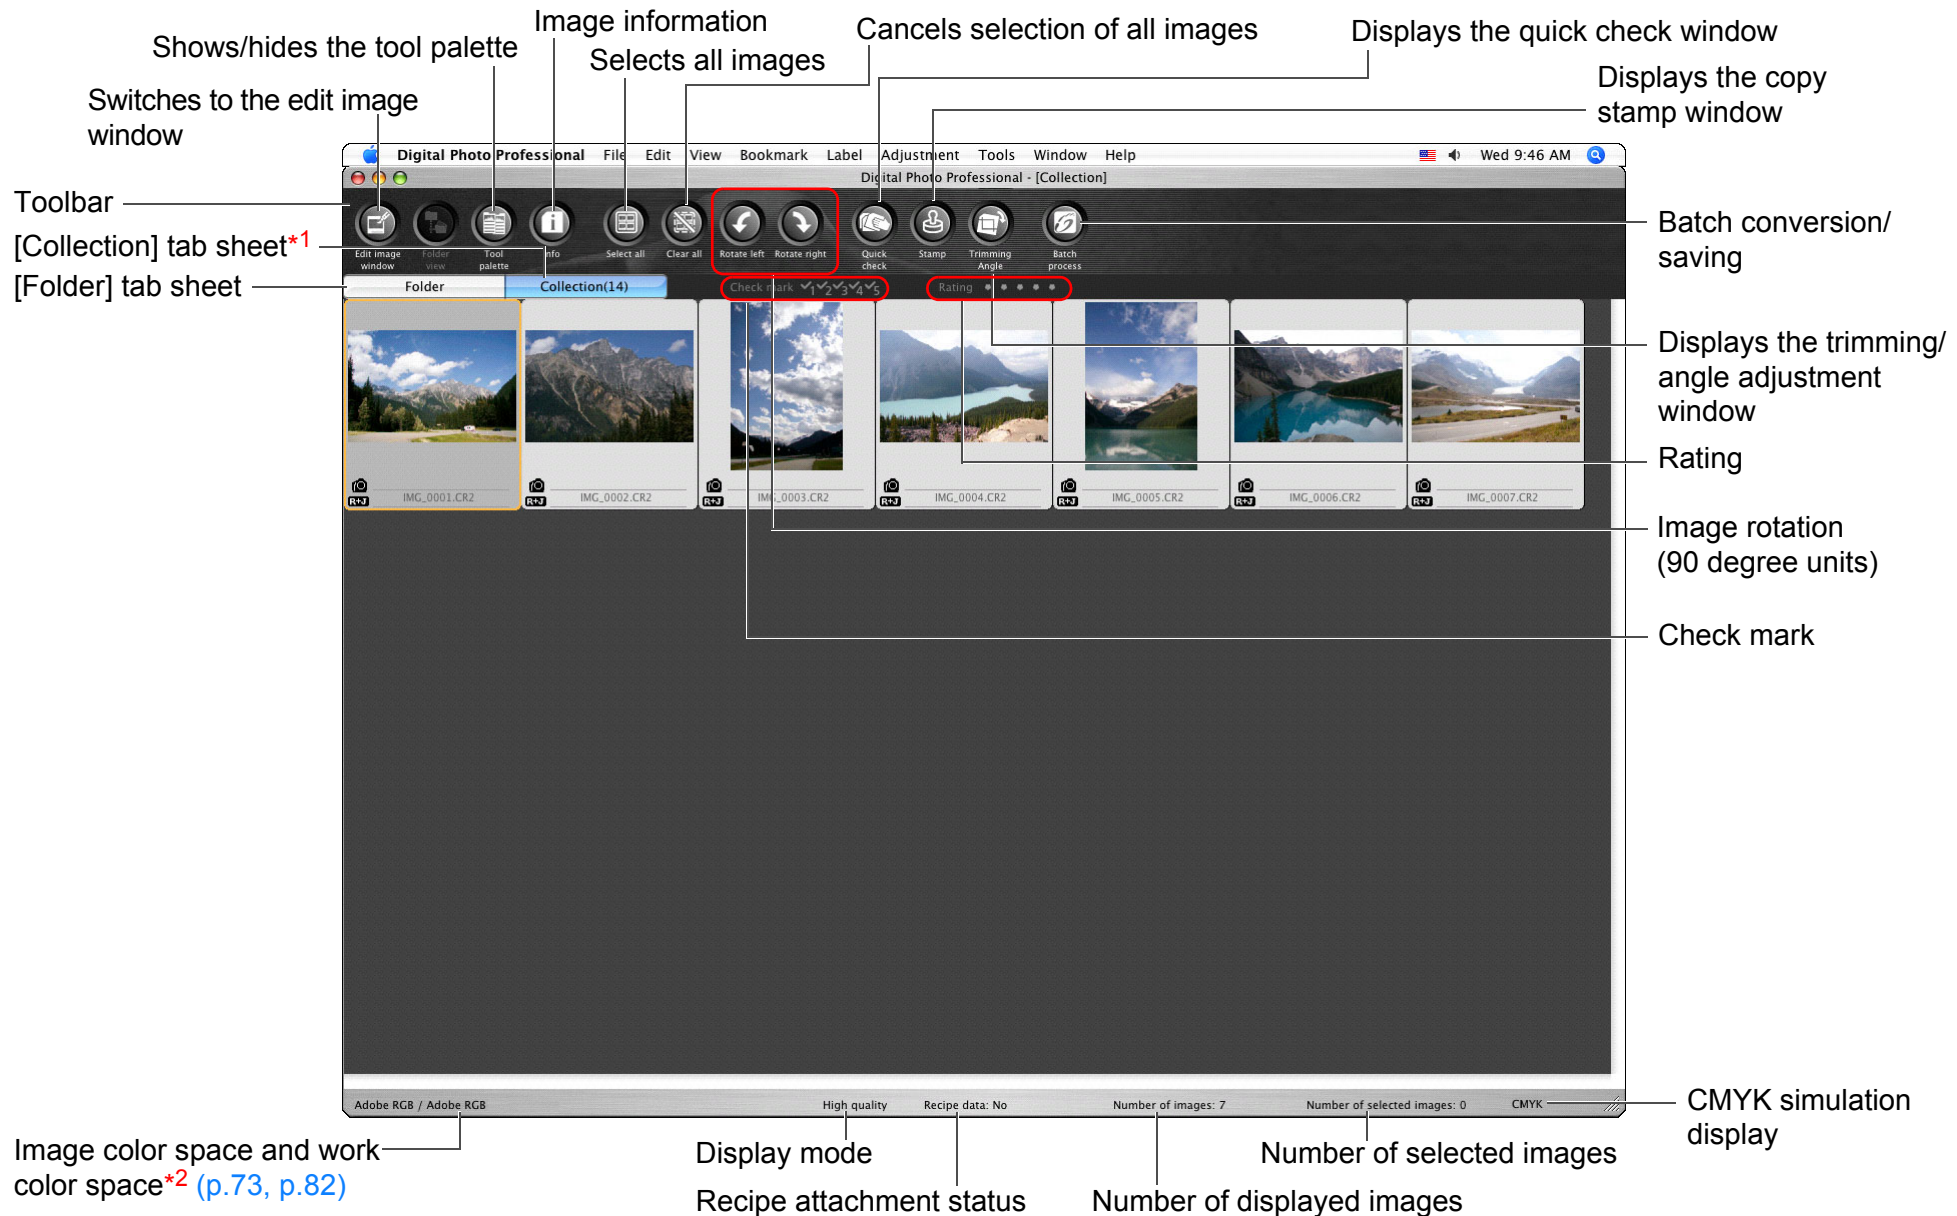 Image information
Cancels selection of all images
Displays the quick check window
Shows/hides the tool palette
Selects all images
Displays the copy
stamp window
Switches to the edit image
window
Digital Photo Professional File Edit View Bookmark Label Adjustment Tools Window Help
Wed 9:46 AM
Digital Photo Professional - [Collection]
Toolbar
[Collection] tab sheet*1
[Folder] tab sheet
Edit image
window
Folder
view
Tool
palette
Info
Select all
Clear all
Rotate left
Rotate right
Quick
check
Stamp
Trimming
Angle
Batch
process
Batch conversion/
saving
Folder
Collection(14)
Check mark 1 2 3 4 5
Rating
Displays the trimming/
angle adjustment
window
Rating
R+J IMG_0001.CR2
R+J IMG_0002.CR2
R+J IMG_0003.CR2
R+J IMG_0004.CR2
R+J IMG_0005.CR2
R+J IMG_0006.CR2
R+J IMG_0007.CR2
Image rotation
(90 degree units)
Check mark
Adobe RGB / Adobe RGB
High quality
Recipe data: No
Number of images: 7
Number of selected images: 0
CMYK
CMYK simulation
display
Image color space and work
color space*2 (p.73, p.82)
Display mode
Number of selected images
Recipe attachment status
Number of displayed images